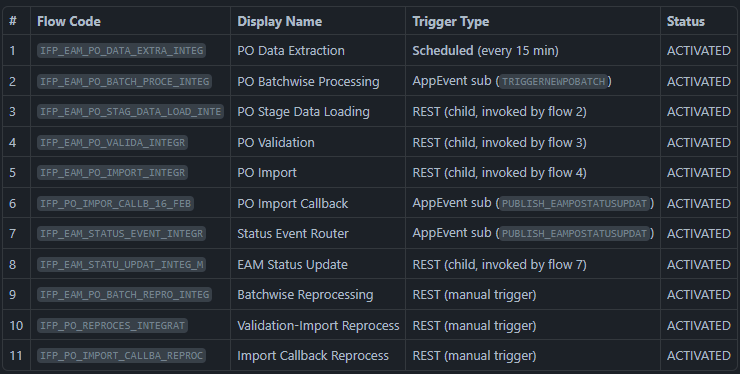 # Flow Code Display Name Trigger Type Status
1 IFP_EAM_PO_DATA_EXTRA_INTEG PO Data Extraction Scheduled (every 15 min) ACTIVATED
2 IFP_EAM_PO_BATCH_PROCE_INTEG PO Batchwise Processing AppEvent sub (TRIGGERNEWPOBATCH) ACTIVATED
3 IFP_EAM_PO_STAG_DATA_LOAD_INTE PO Stage Data Loading REST (child, invoked by flow 2) ACTIVATED
4 IFP_EAM_PO_VALIDA_INTEGR PO Validation REST (child, invoked by flow 3) ACTIVATED
5 IFP_EAM_PO_IMPORT_INTEGR PO Import REST (child, invoked by flow 4) ACTIVATED
6 IFP_PO_IMPOR_CALLB_16_FEB PO Import Callback AppEvent sub (PUBLISH_EAMPOSTATUSUPDAT) ACTIVATED
7 IFP_EAM_STATUS_EVENT_INTEGR Status Event Router AppEvent sub (PUBLISH_EAMPOSTATUSUPDAT) ACTIVATED
8 IFP_EAM_STATU_UPDAT_INTEG_M EAM Status Update REST (child, invoked by flow 7) ACTIVATED
9 IFP_EAM_PO_BATCH_REPRO_INTEG Batchwise Reprocessing REST (manual trigger) ACTIVATED
10 IFP_PO_REPROCES_INTEGRAT Validation-Import Reprocess REST (manual trigger) ACTIVATED
11 IFP_PO_IMPORT_CALLBA_REPROC Import Callback Reprocess REST (manual trigger) ACTIVATED